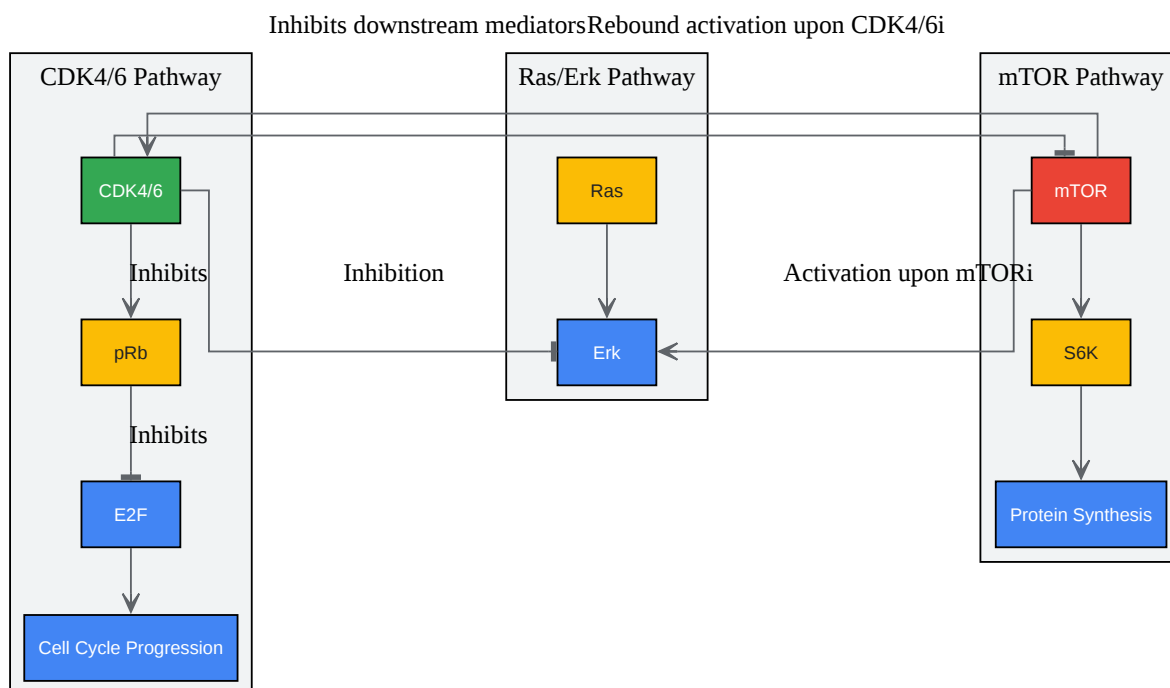 Inhibits downstream mediatorsRebound activation upon CDK4/6i
CDK4/6 Pathway
Ras/Erk Pathway
mTOR Pathway
CDK4/6
Ras
mTOR
Inhibits
Inhibition
Activation upon mTORi
pRb
Erk
S6K
Inhibits
E2F
Protein Synthesis
Cell Cycle Progression